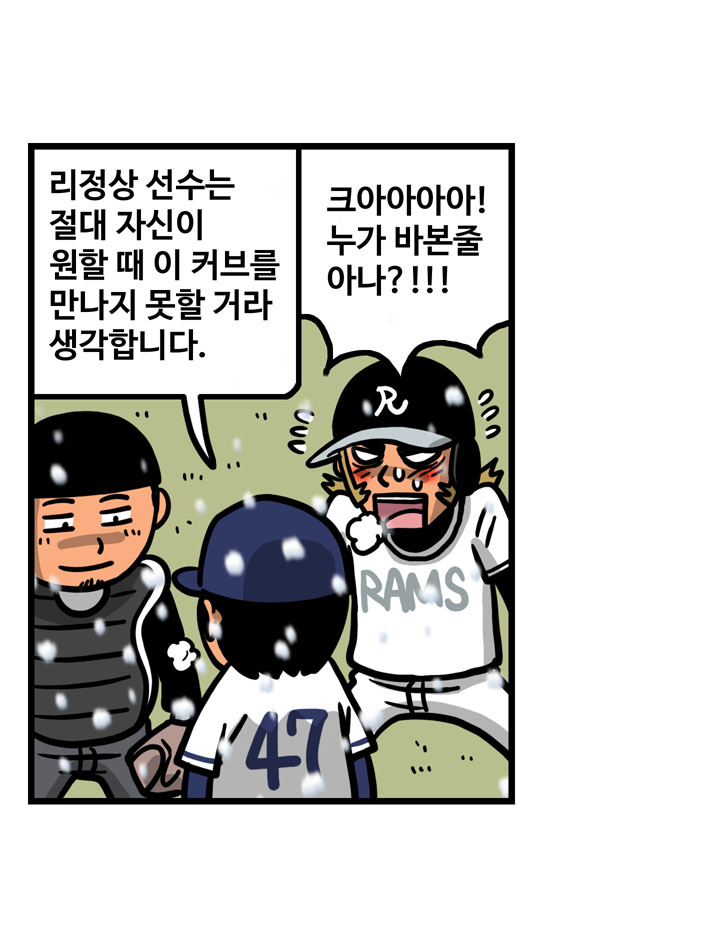 리정상 선수는
절대 자신이
원할 때 이 커브를
만나지 못할 거라
생각합니다.
크아아아아!
누가 바본줄
아나?!!!
R
RAMS
47